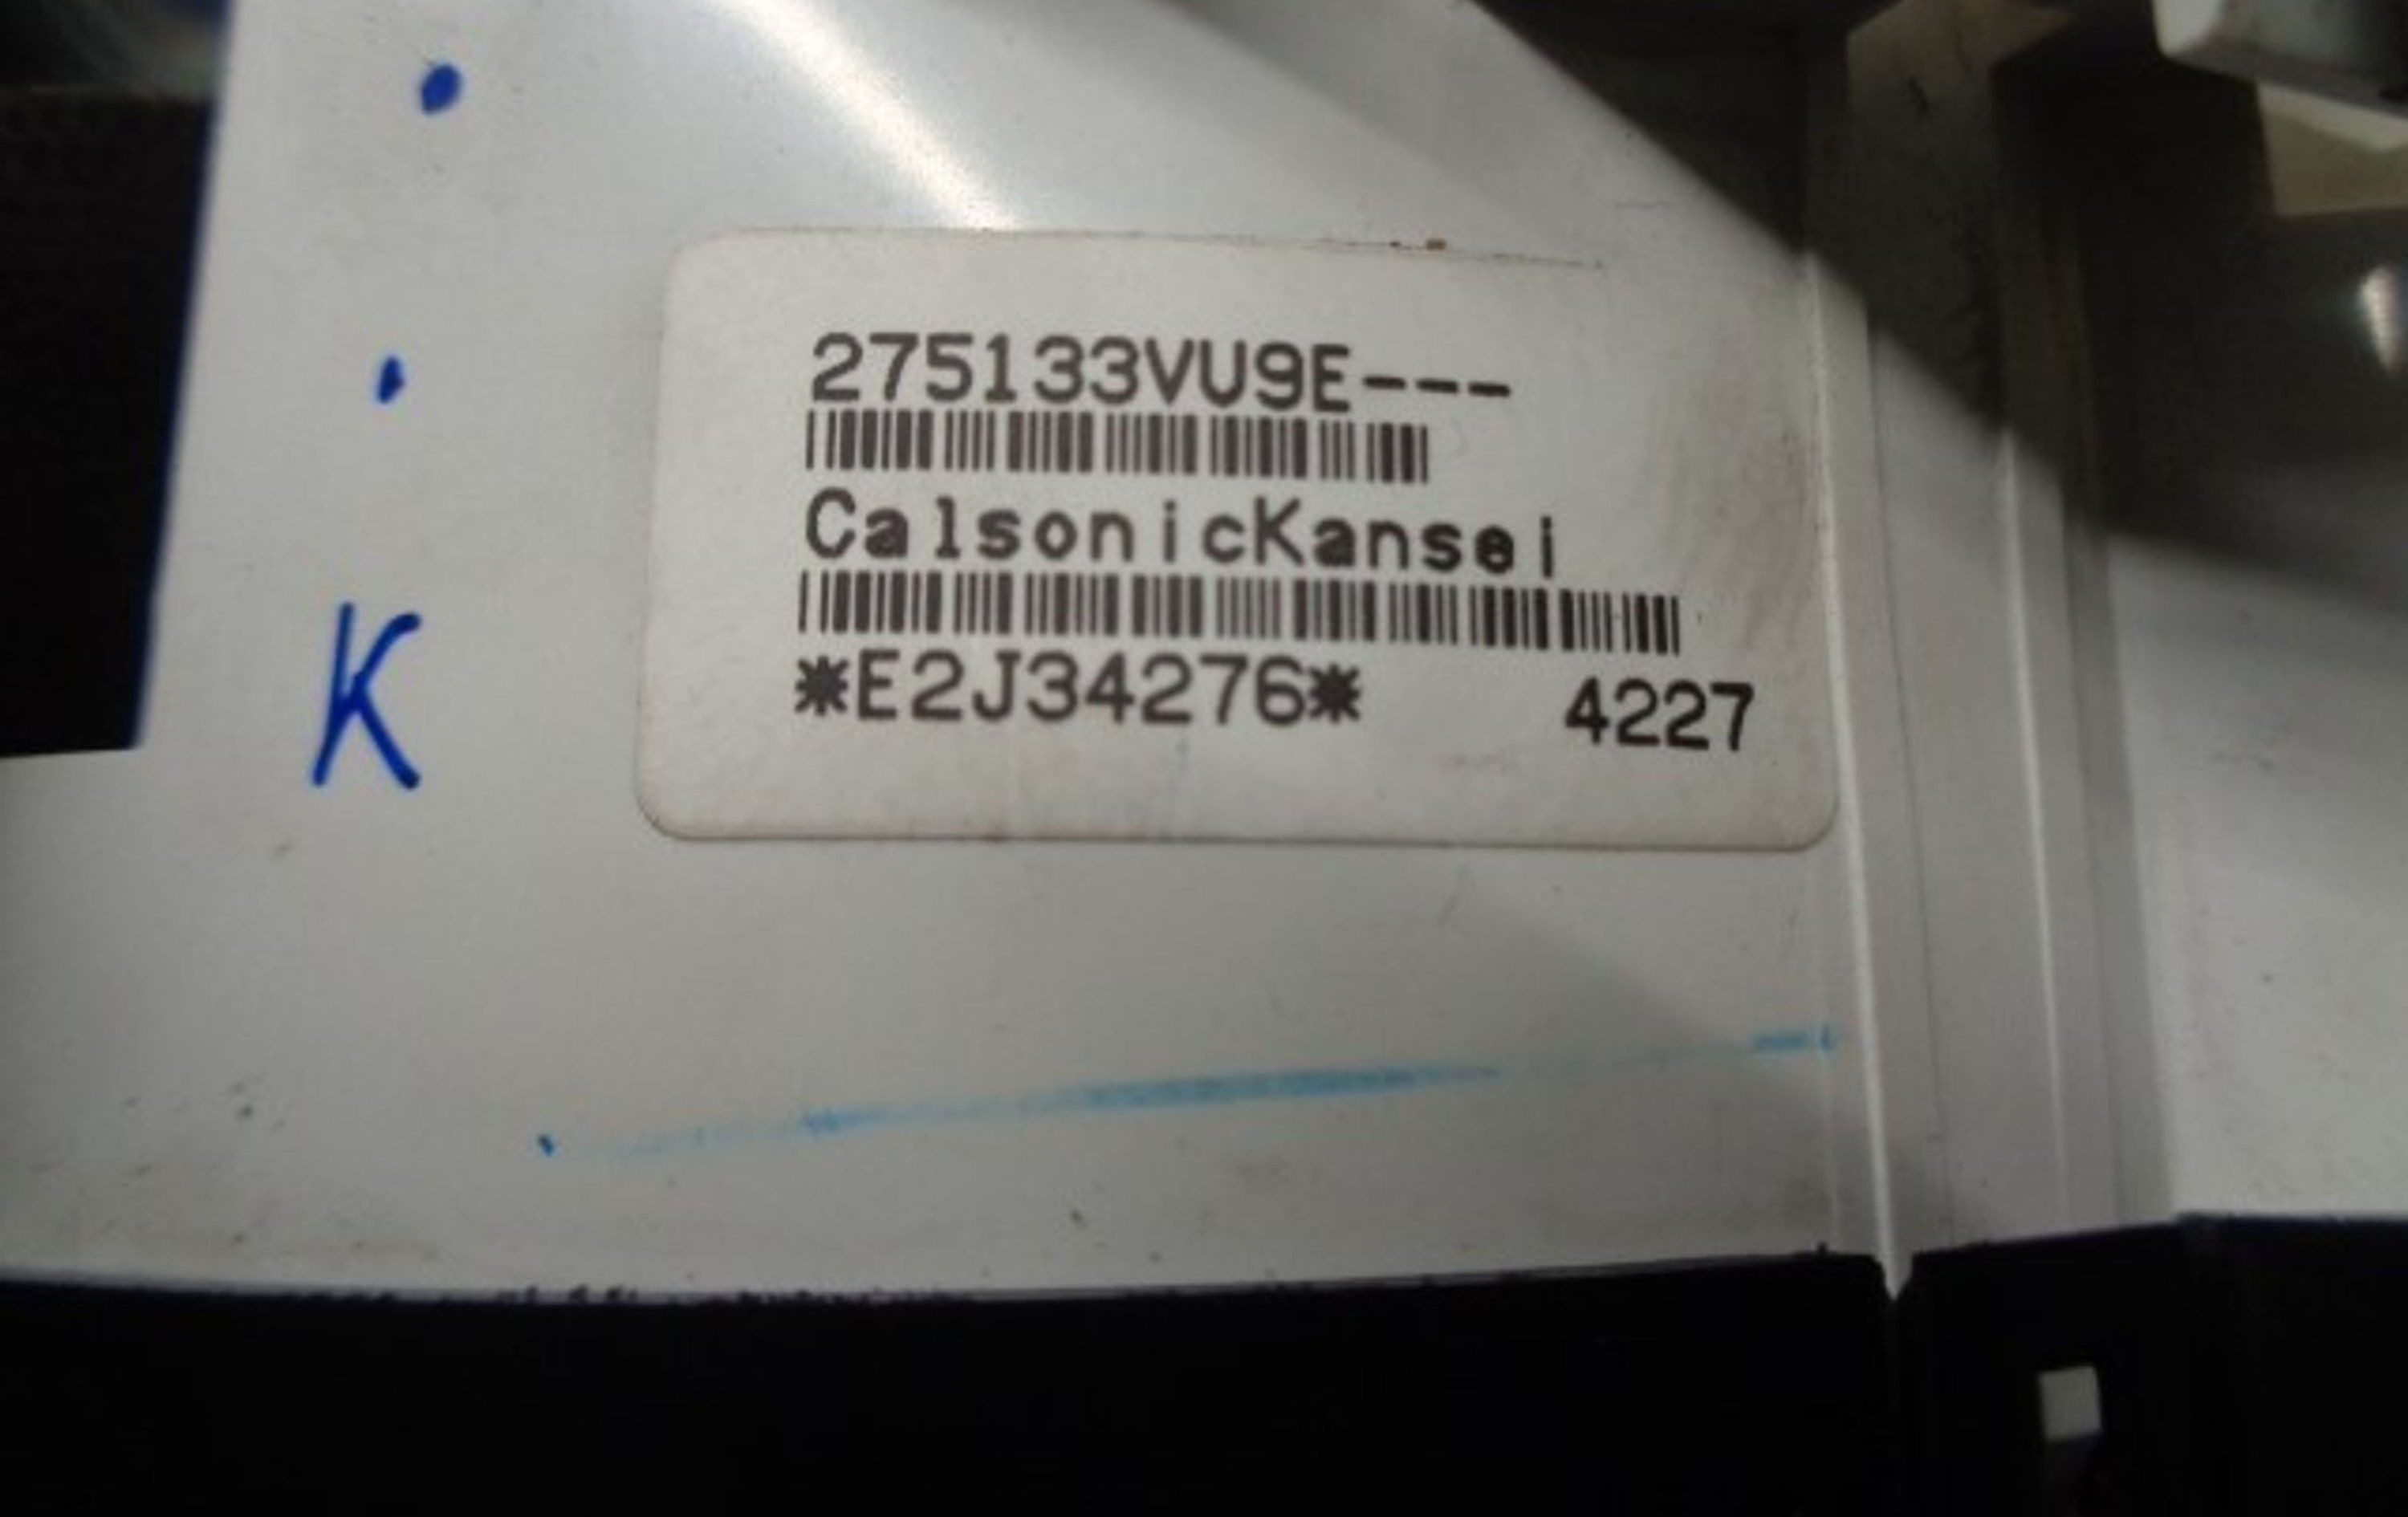 275133VU9E---
CalsonicKansei
*E2J34276* 4227
K